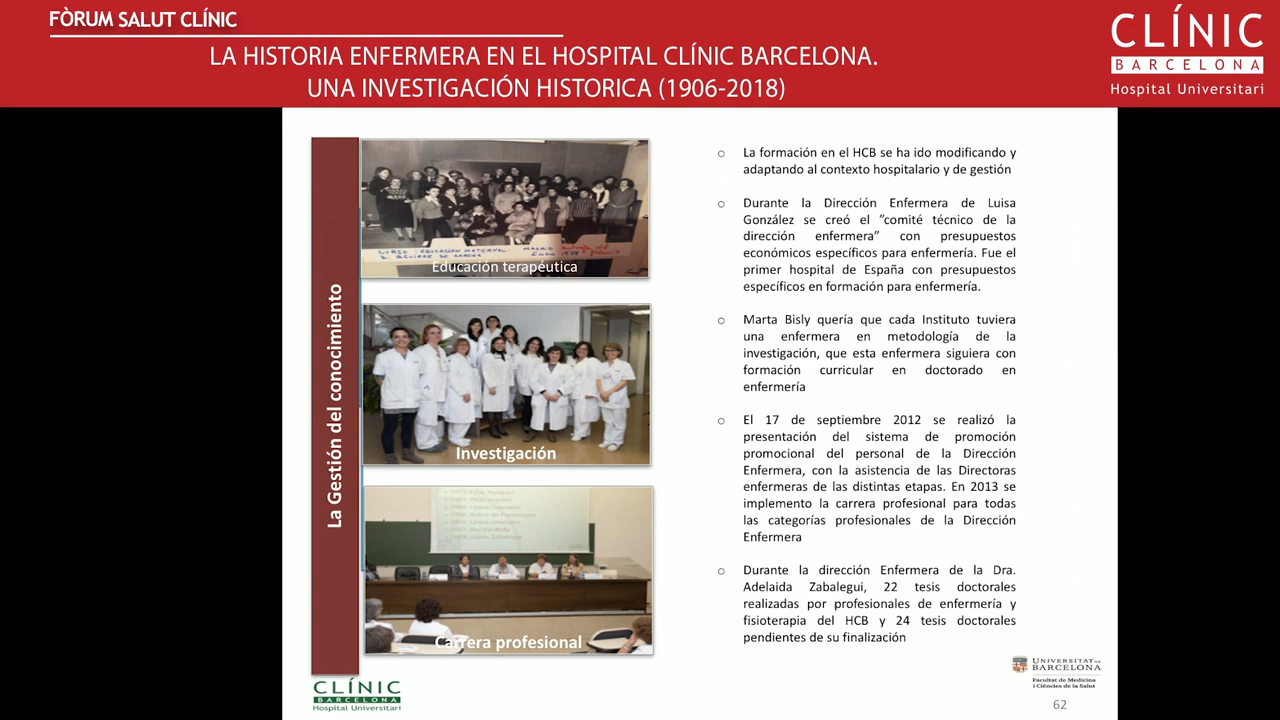 FÒRUM SALUT CLÍNIC
LA HISTORIA ENFERMERA EN EL HOSPITAL CLÍNIC BARCELONA.
UNA INVESTIGACIÓN HISTORICA (1906-2018)
CLÍNIC
BARCELONA
Hospital Universitari
La Gestión del conocimiento
Educación terapéutica
Investigación
Carrera profesional
o La formación en el HCB se ha ido modificando y
adaptando al contexto hospitalario y de gestión
o Durante la Dirección Enfermera de Luisa
González se creó el ”comité técnico de la
dirección enfermera” con presupuestos
económicos específicos para enfermería. Fue el
primer hospital de España con presupuestos
específicos en formación para enfermería.
o Marta Bisly quería que cada Instituto tuviera
una enfermera en metodología de la
investigación, que esta enfermera siguiera con
formación curricular en doctorado en
enfermería
o El 17 de septiembre 2012 se realizó la
presentación del sistema de promoción
promocional del personal de la Dirección
Enfermera, con la asistencia de las Directoras
enfermeras de las distintas etapas. En 2013 se
implemento la carrera profesional para todas
las categorías profesionales de la Dirección
Enfermera
o Durante la dirección Enfermera de la Dra.
Adelaida Zabalegui, 22 tesis doctorales
realizadas por profesionales de enfermería y
fisioterapia del HCB y 24 tesis doctorales
pendientes de su finalización
CLÍNIC
BARCELONA
Hospital Universitari
UNIVERSITAT DE
BARCELONA
Facultat de Medicina
i Ciències de la Salut
62